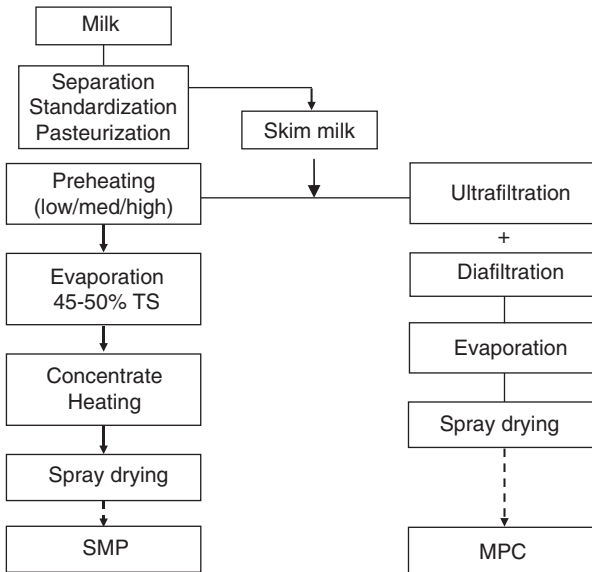 Milk
Separation
Standardization
Pasteurization
Skim milk
Preheating
(low/med/high)
Ultrafiltration
+
Evaporation
45-50% TS
Diafiltration
Evaporation
Concentrate
Heating
Spray drying
Spray drying
SMP
MPC